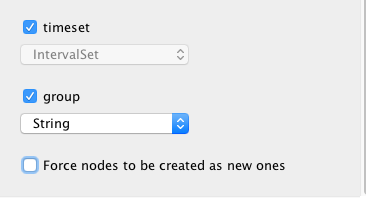 timeset
IntervalSet
group
String
Force nodes to be created as new ones